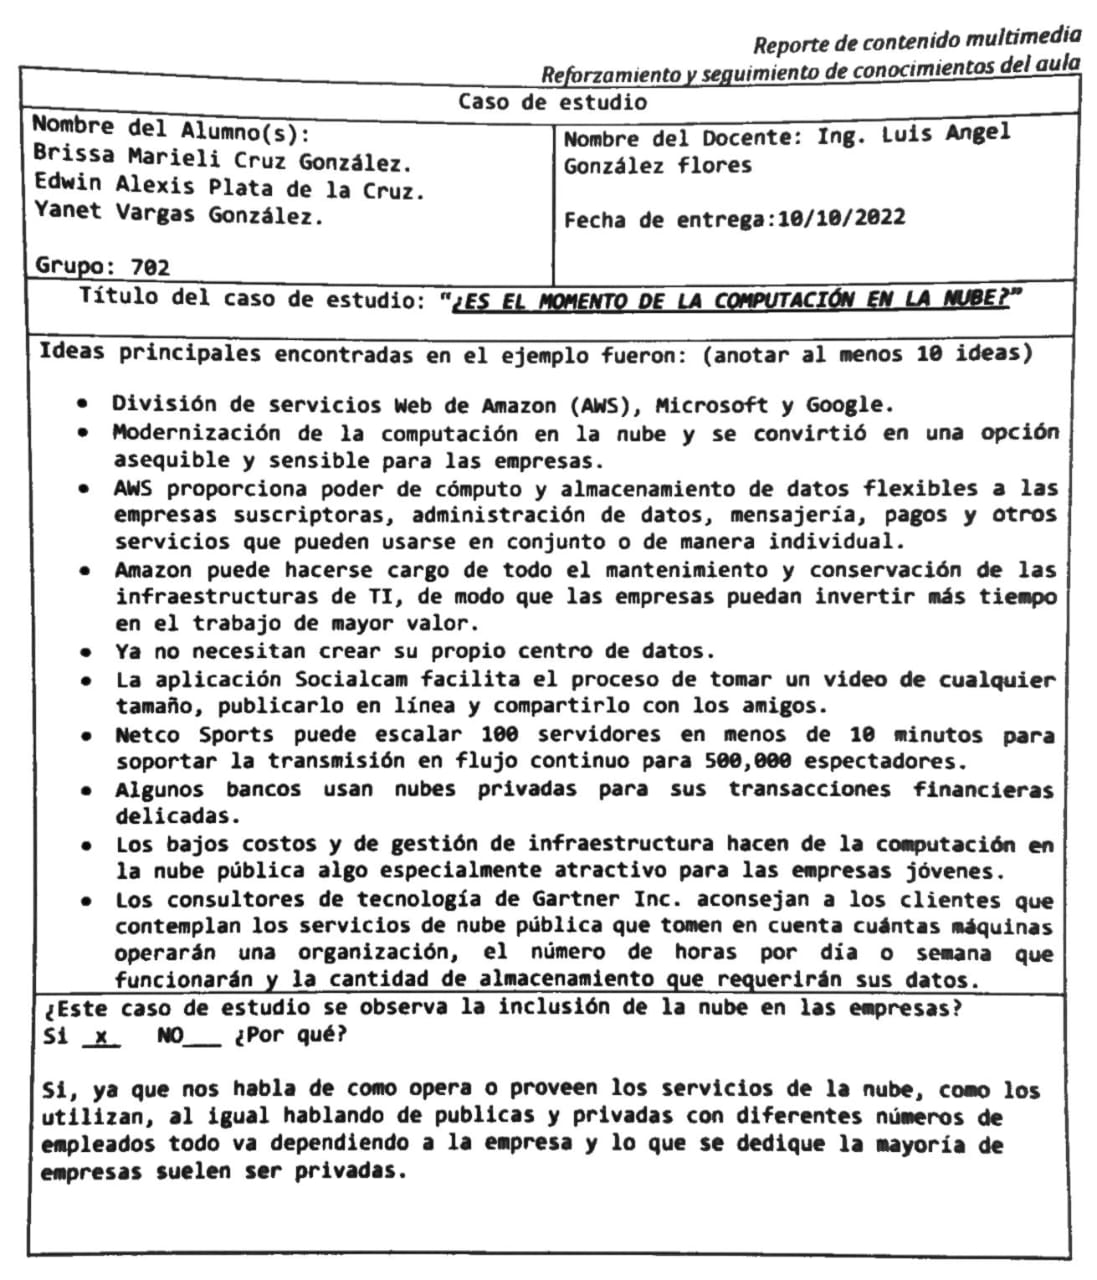 Reporte de contenido multimedia
Reforzamiento y seguimiento de conocimientos del aula
Caso de estudio
Nombre del Alumno(s):
Brissa Marieli Cruz González.
Edwin Alexis Plata de la Cruz.
Yanet Vargas González.
Grupo: 702
Nombre del Docente: Ing. Luis Angel
González flores
Fecha de entrega:10/10/2022
Título del caso de estudio: "¿ES EL MOMENTO DE LA COMPUTACIÓN EN LA NUBE?"
Ideas principales encontradas en el ejemplo fueron: (anotar al menos 10 ideas)
• División de servicios Web de Amazon (AWS), Microsoft y Google.
• Modernización de la computación en la nube y se convirtió en una opción
asequible y sensible para las empresas.
• AWS proporciona poder de cómputo y almacenamiento de datos flexibles a las
empresas suscriptoras, administración de datos, mensajería, pagos y otros
servicios que pueden usarse en conjunto o de manera individual.
• Amazon puede hacerse cargo de todo el mantenimiento y conservación de las
infraestructuras de TI, de modo que las empresas puedan invertir más tiempo
en el trabajo de mayor valor.
• Ya no necesitan crear su propio centro de datos.
• La aplicación Socialcam facilita el proceso de tomar un video de cualquier
tamaño, publicarlo en línea y compartirlo con los amigos.
• Netco Sports puede escalar 100 servidores en menos de 10 minutos para
soportar la transmisión en flujo continuo para 500,000 espectadores.
• Algunos bancos usan nubes privadas para sus transacciones financieras
delicadas.
• Los bajos costos y de gestión de infraestructura hacen de la computación en
la nube pública algo especialmente atractivo para las empresas jóvenes.
• Los consultores de tecnología de Gartner Inc. aconsejan a los clientes que
contemplan los servicios de nube pública que tomen en cuenta cuántas máquinas
operarán una organización, el número de horas por día o semana que
funcionarán y la cantidad de almacenamiento que requerirán sus datos.
¿Este caso de estudio se observa la inclusión de la nube en las empresas?
Si _x_ NO___ ¿Por qué?
Si, ya que nos habla de como opera o proveen los servicios de la nube, como los
utilizan, al igual hablando de publicas y privadas con diferentes números de
empleados todo va dependiendo a la empresa y lo que se dedique la mayoría de
empresas suelen ser privadas.